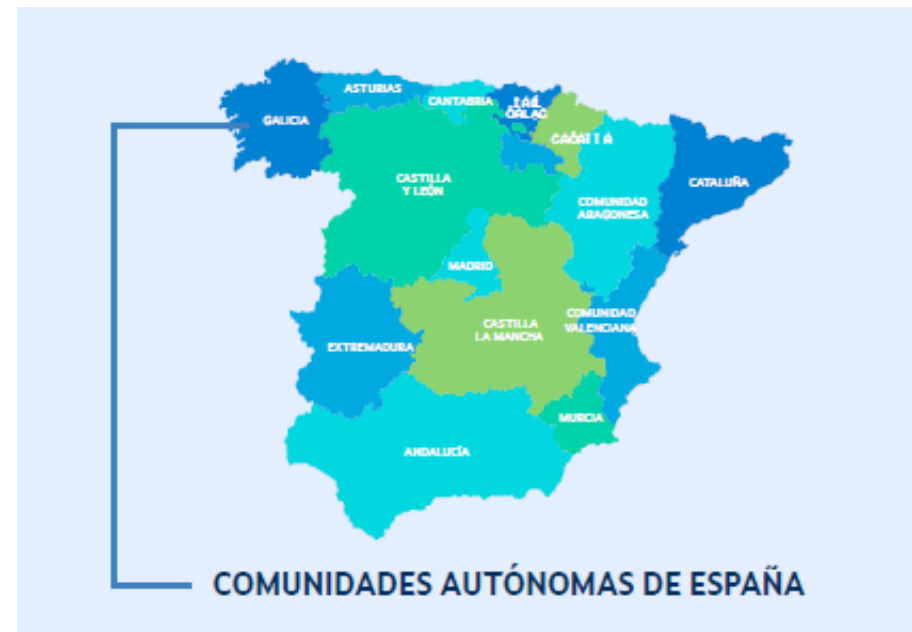 ASTURIAS
CANTABRIA
GALICIA
CASTILLA
Y LEÓN
CATALUÑA
COMUNIDAD
ARAGONESA
MADRID
COMUNIDAD
VALENCIANA
CASTILLA
LA MANCHA
EXTREMADURA
MURCIA
ANDALUCÍA
COMUNIDADES AUTÓNOMAS DE ESPAÑA